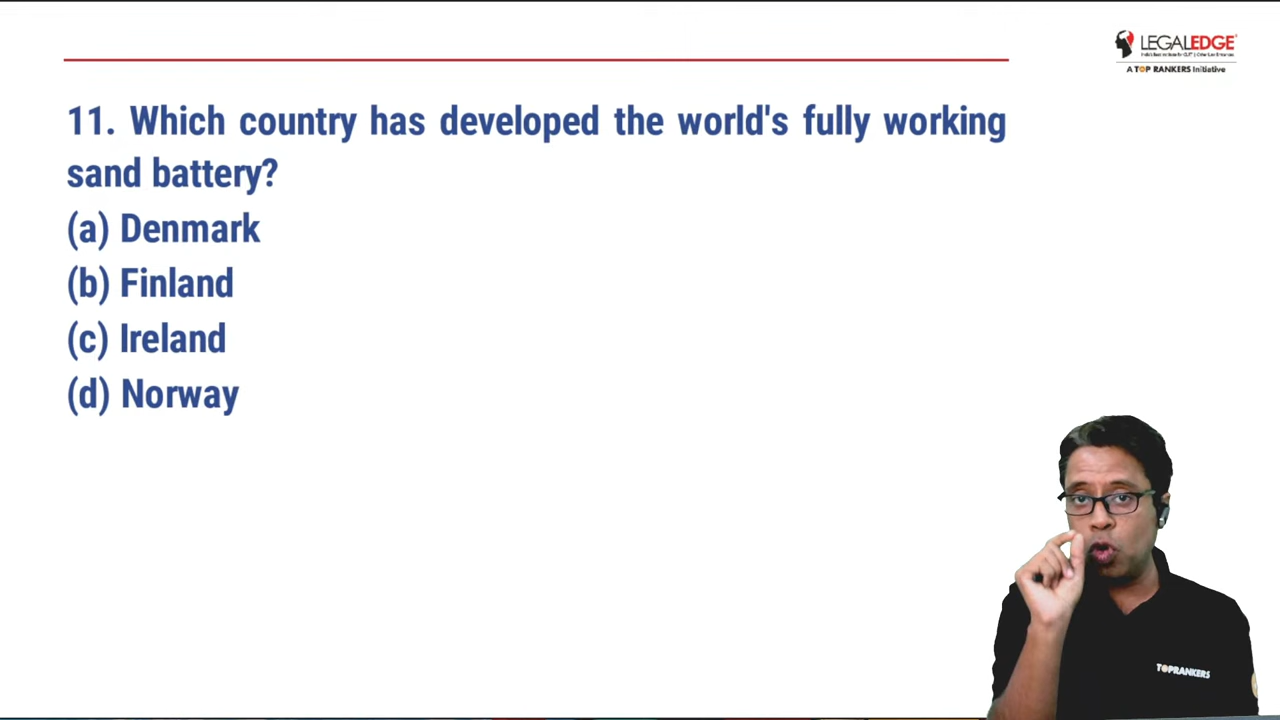 LEGALEDGE
A TOP RANKERS Initiative
11. Which country has developed the world's fully working
sand battery?
(a) Denmark
(b) Finland
(c) Ireland
(d) Norway
TOPRANKERS